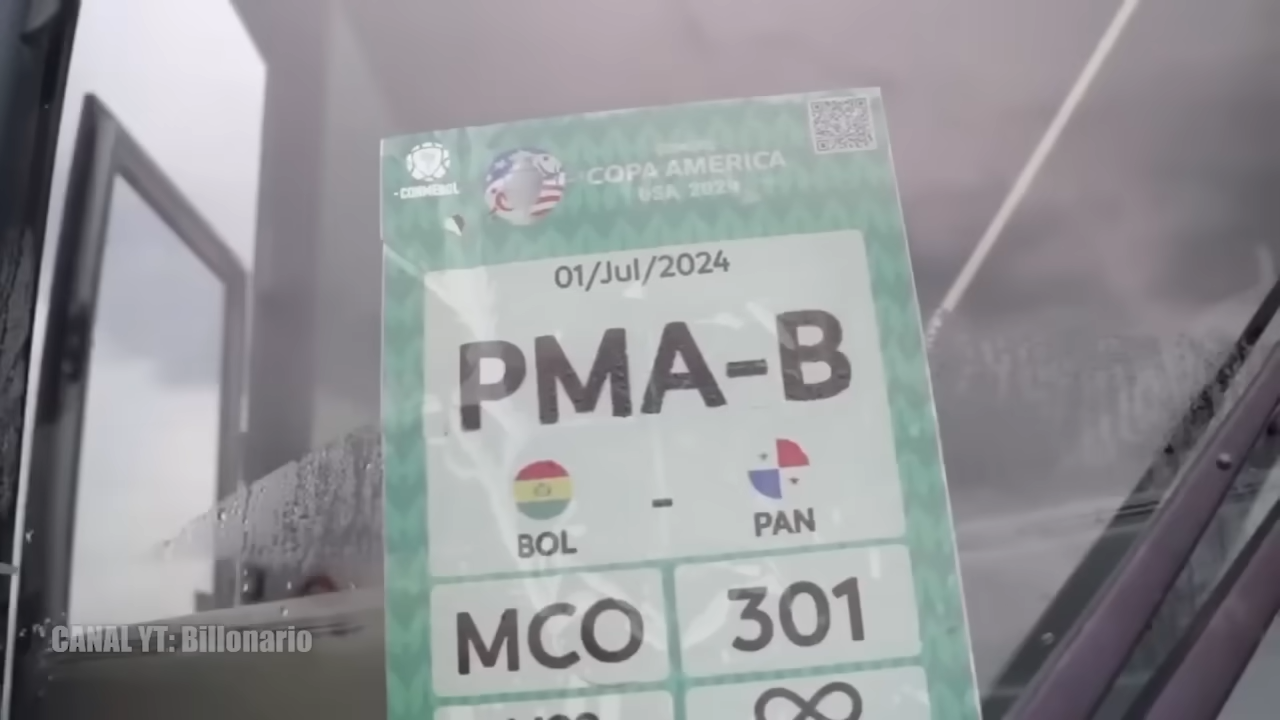 CONMEBOL
COPA AMERICA
USA 2024
01/Jul/2024
PMA-B
-
BOL
PAN
MCO
301
CANAL YT: Billonario